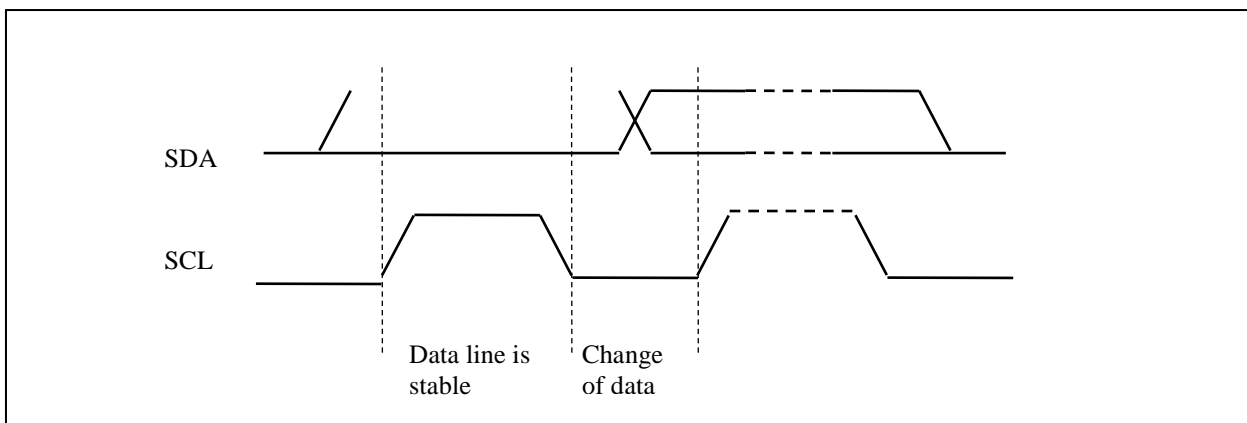 SDA
SCL
Data line is
stable
Change
of data